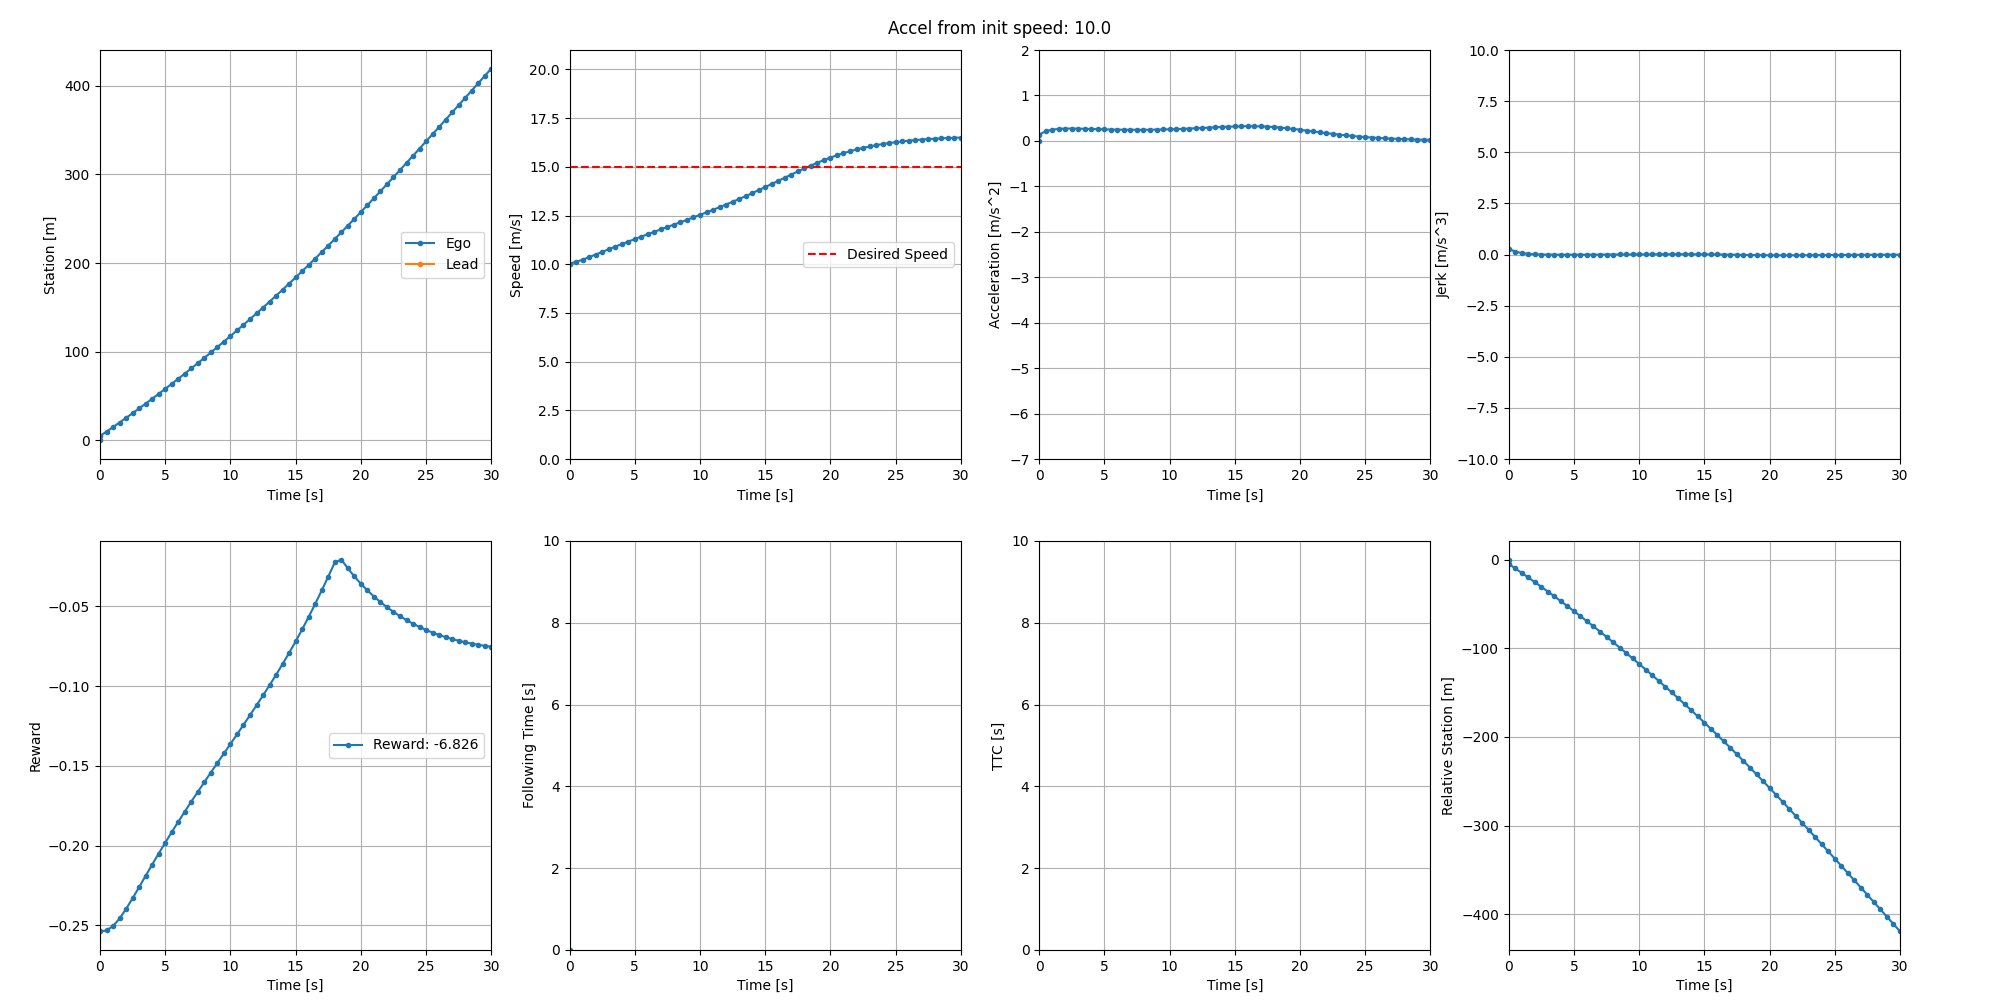 Accel from init speed: 10.0
Station [m]
400
300
200
100
0
Ego
Lead
0 5 10 15 20 25 30
Time [s]
Speed [m/s]
20.0
17.5
15.0
12.5
10.0
7.5
5.0
2.5
0.0
Desired Speed
0 5 10 15 20 25 30
Time [s]
Acceleration [m/s^2]
2
1
0
−1
−2
−3
−4
−5
−6
−7
0 5 10 15 20 25 30
Time [s]
Jerk [m/s^3]
10.0
7.5
5.0
2.5
0.0
−2.5
−5.0
−7.5
−10.0
0 5 10 15 20 25 30
Time [s]
Reward
−0.05
−0.10
−0.15
−0.20
−0.25
Reward: -6.826
0 5 10 15 20 25 30
Time [s]
Following Time [s]
10
8
6
4
2
0
0 5 10 15 20 25 30
Time [s]
TTC [s]
10
8
6
4
2
0
0 5 10 15 20 25 30
Time [s]
Relative Station [m]
0
−100
−200
−300
−400
0 5 10 15 20 25 30
Time [s]